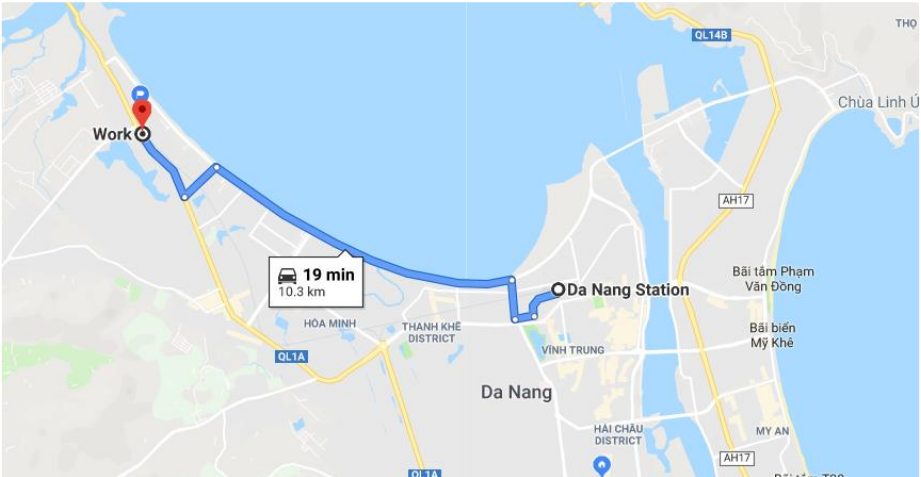 THỌ
QL14B
Chùa Linh Ứ
Work
AH17
19 min
10.3 km
Da Nang Station
Bãi tắm Phạm
Văn Đồng
HÒA MINH
THANH KHÊ
DISTRICT
Bãi biển
Mỹ Khê
QL1A
VĨNH TRUNG
Da Nang
HẢI CHÂU
DISTRICT
MY AN
AH17
QL1A